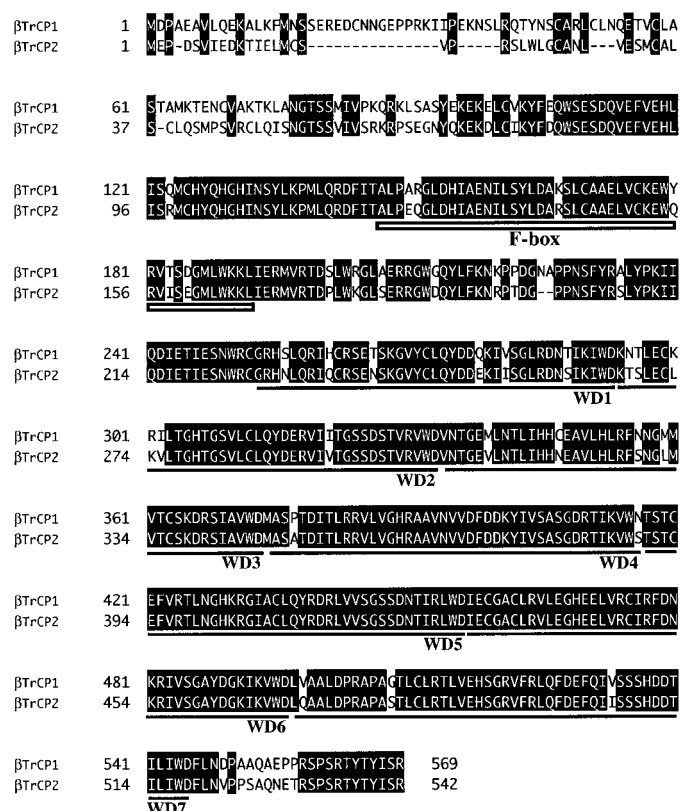 βTrCP1 1 MDPAEAVLQEKALKFMNSSEREDCNNGEPPRKIIPEKNSLRQTYNSCARLCLNQETVCLA
βTrCP2 1 MEP-DSVIEDKTIELMCS---------------VP----RSLWLGCANL---VESMCAL
βTrCP1 61 STAMKTENCVAKTKLANGTSSMIVPKQRKLSASYEKEKELCVKYFEQWSESDQVEFVEHL
βTrCP2 37 S-CLQSMPSVRCLQISNGTSSVIVSRKRPSEGNYQKEKDLCIKYFDQWSESDQVEFVEHL
βTrCP1 121 ISQMCHYQHGHINSYLKPMLQRDFITALPARGLDHIAENILSYLDAKSLCAAELVCKEWY
βTrCP2 96 ISRMCHYQHGHINSYLKPMLQRDFITALPEQGLDHIAENILSYLDARSLCAAELVCKEWQ
F-box
βTrCP1 181 RVTSDGMLWKKLIERMVRTDSLWRGLAERRGWGQYLFKNKPPDGNAPPNSFYRALYPKII
βTrCP2 156 RVISEGMLWKKLIERMVRTDPLWKGLSERRGWDQYLFKNRPTDG--PPNSFYRSLYPKII
βTrCP1 241 QDIETIESNWRCGRHSLQRIHCRSETSKGVYCLQYDDQKIVSGLRDNTIKIWDKNTLECK
βTrCP2 214 QDIETIESNWRCGRHNLQRIQCRSENSKGVYCLQYDDEKIISGLRDNSIKIWDKTSLECL
WD1
βTrCP1 301 RILTGHTGSVLCLQYDERVIITGSSDSTVRVWDVNTGEMLNTLIHHCEAVLHLRFNNGMM
βTrCP2 274 KVLTGHTGSVLCLQYDERVIVTGSSDSTVRVWDVNTGEVLNTLIHHNEAVLHLRFSNGLM
WD2
βTrCP1 361 VTCSKDRSIAVWDMASPTDITLRRVLVGHRAAVNVVDFDDKYIVSASGDRTIKVWNTSTC
βTrCP2 334 VTCSKDRSIAVWDMASATDITLRRVLVGHRAAVNVVDFDDKYIVSASGDRTIKVWSTSTC
WD3 WD4
βTrCP1 421 EFVRTLNGHKRGIACLQYRDRLVVSGSSDNTIRLWDIECGACLRVLEGHEELVRCIRFDN
βTrCP2 394 EFVRTLNGHKRGIACLQYRDRLVVSGSSDNTIRLWDIECGACLRVLEGHEELVRCIRFDN
WD5
βTrCP1 481 KRIVSGAYDGKIKVWDLVAALDPRAPAGTLCLRTLVEHSGRVFRLQFDEFQIVSSSHDDT
βTrCP2 454 KRIVSGAYDGKIKVWDLQAALDPRAPASTLCLRTLVEHSGRVFRLQFDEFQIISSSHDDT
WD6
βTrCP1 541 ILIWDFLNDPAAQAEPPRSPSRTYTYISR 569
βTrCP2 514 ILIWDFLNVPPSAQNETRSPSRTYTYISR 542
WD7